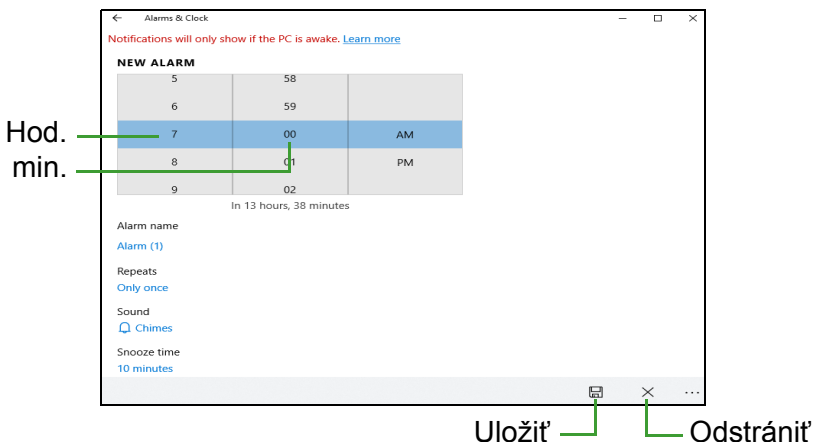 Alarms & Clock
Notifications will only show if the PC is awake. Learn more
NEW ALARM
5 58
6 59
Hod.
7 00 AM
min.
8 01 PM
9 02
In 13 hours, 38 minutes
Alarm name
Alarm (1)
Repeats
Only once
Sound
Chimes
Snooze time
10 minutes
Uložiť
Odstrániť